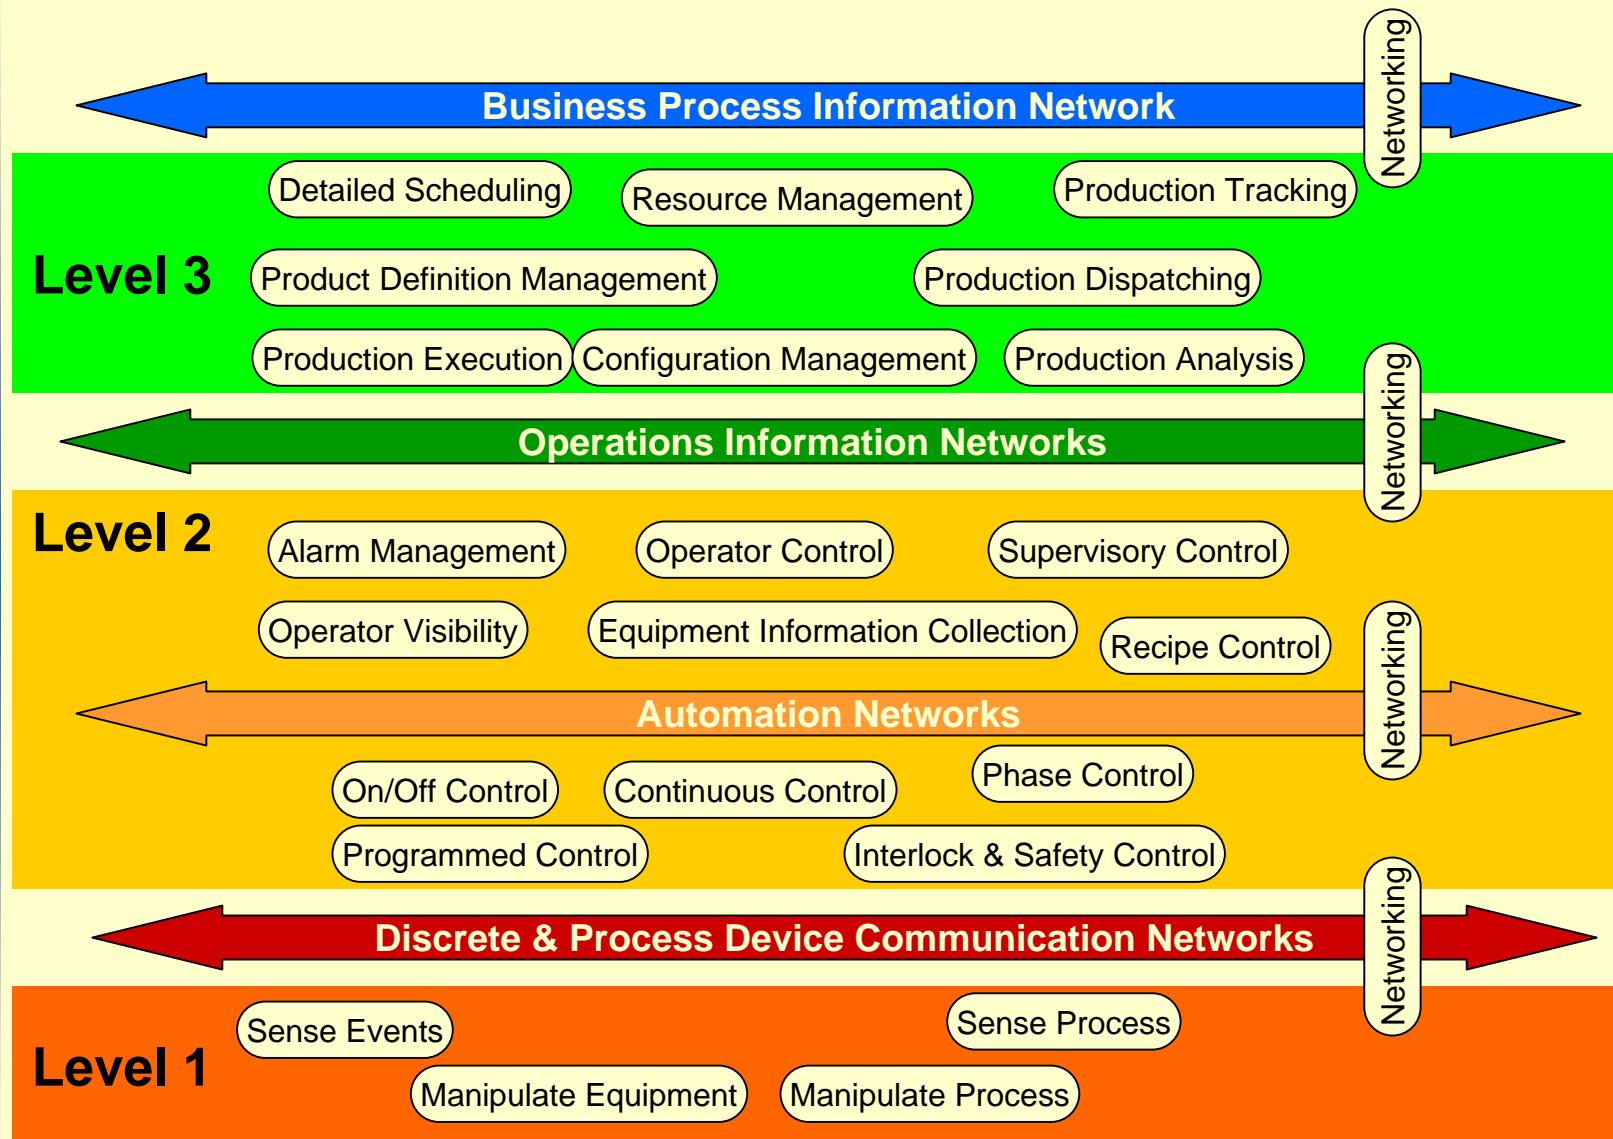 Networking
Business Process Information Network
Detailed Scheduling
Resource Management
Production Tracking
Level 3
Product Definition Management
Production Dispatching
Production Execution
Configuration Management
Production Analysis
Networking
Operations Information Networks
Level 2
Alarm Management
Operator Control
Supervisory Control
Operator Visibility
Equipment Information Collection
Recipe Control
Networking
Automation Networks
On/Off Control
Continuous Control
Phase Control
Programmed Control
Interlock & Safety Control
Networking
Discrete & Process Device Communication Networks
Sense Events
Sense Process
Level 1
Manipulate Equipment
Manipulate Process